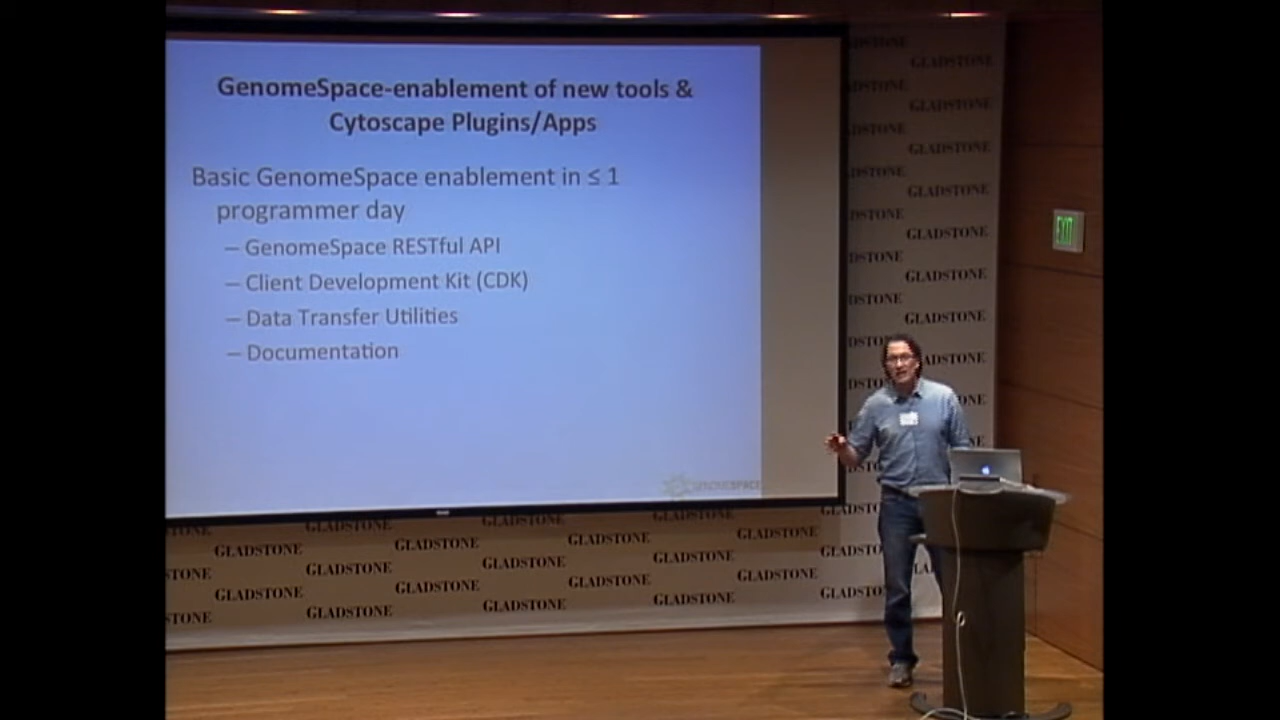 GenomeSpace-enablement of new tools &
Cytoscape Plugins/Apps
Basic GenomeSpace enablement in ≤ 1
programmer day
– GenomeSpace RESTful API
– Client Development Kit (CDK)
– Data Transfer Utilities
– Documentation
EXIT
GLADSTONE
GLADSTONE
GLADSTONE
GLADSTONE
GLADSTONE
GLADSTONE
GLADSTONE
GLADSTONE GLADSTONE GLADSTONE
GLADSTONE GLADSTONE GLADSTONE GLADSTONE
GLADSTONE GLADSTONE GLADSTONE
GLADSTONE GLADSTONE GLADSTONE GLADSTONE
GLADSTONE GLADSTONE GLADSTONE GLADSTONE